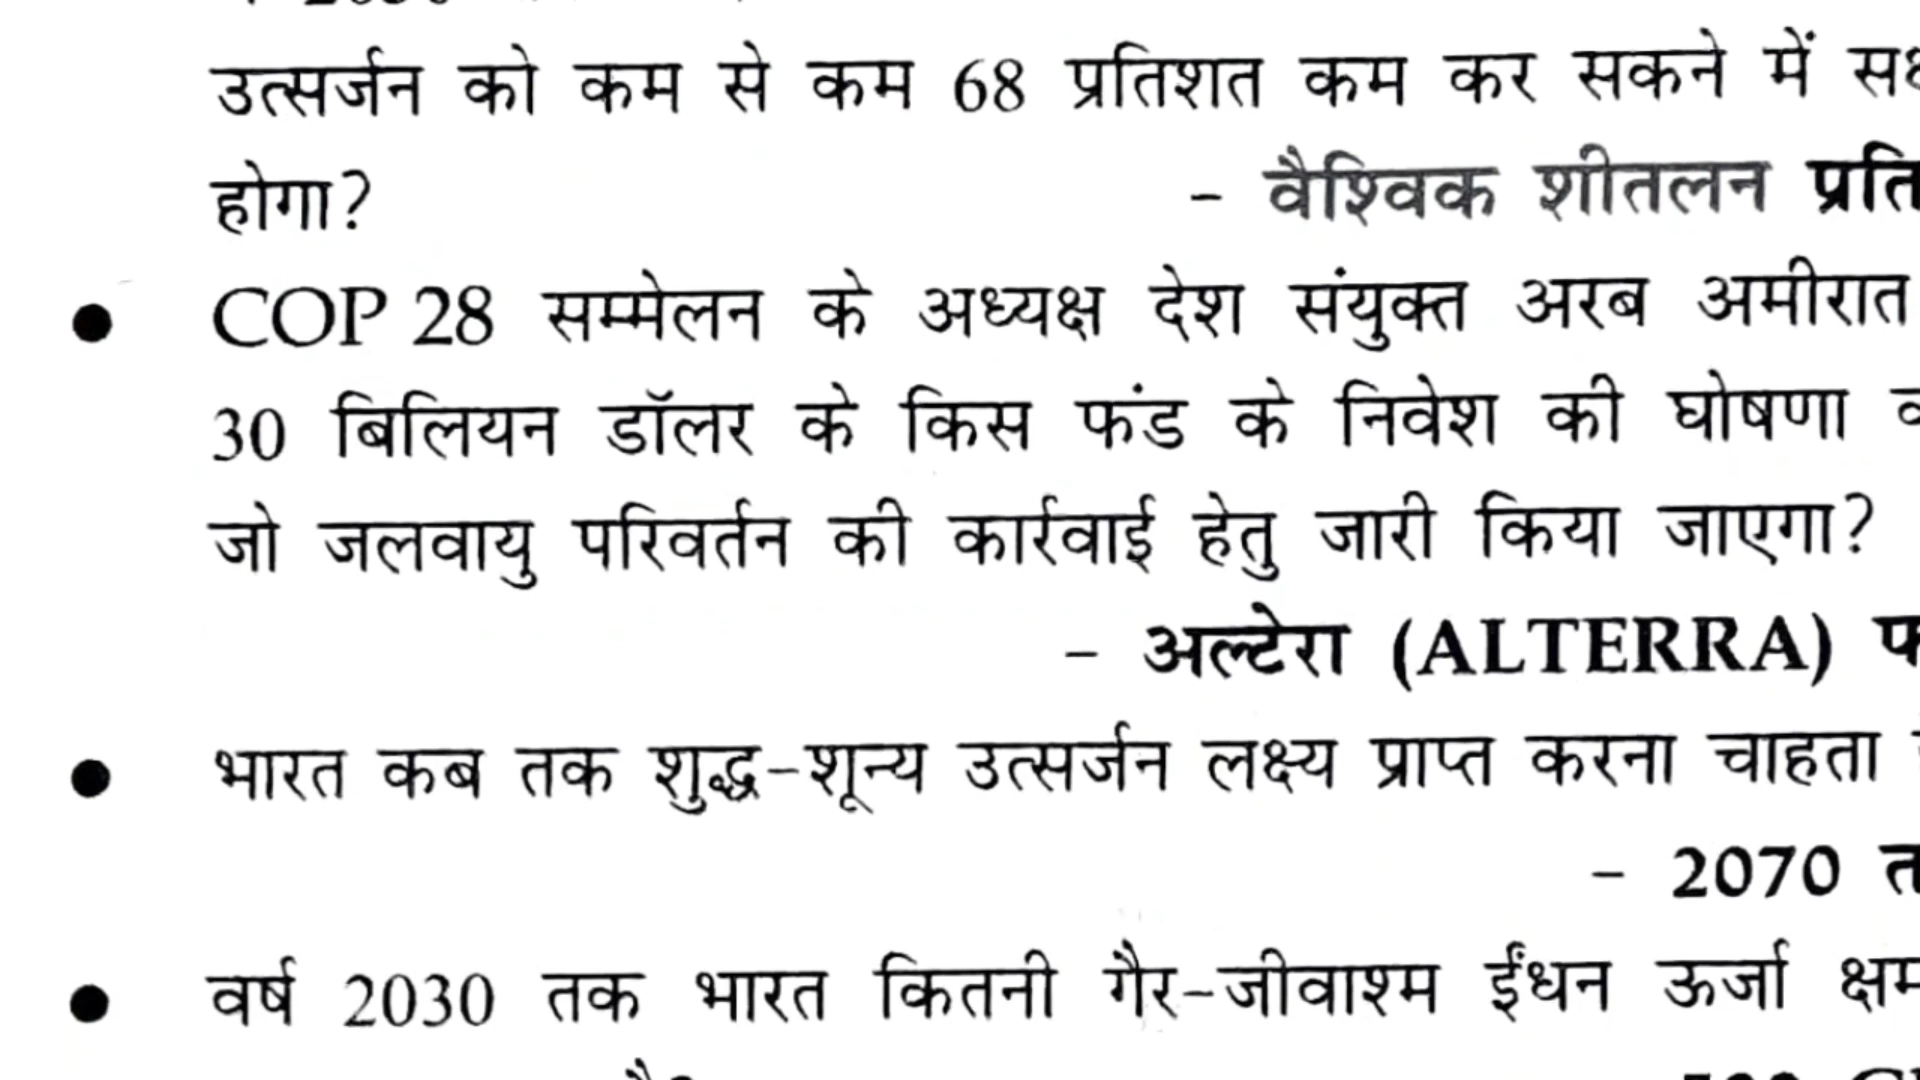 उत्सर्जन को कम से कम 68 प्रतिशत कम कर सकने में
होगा? - वैश्विक शीतलन
● COP 28 सम्मेलन के अध्यक्ष देश संयुक्त अरब अमीरात
30 बिलियन डॉलर के किस फंड के निवेश की घोषणा
जो जलवायु परिवर्तन की कार्रवाई हेतु जारी किया जाएगा?
- अल्टेरा (ALTERRA)
● भारत कब तक शुद्ध-शून्य उत्सर्जन लक्ष्य प्राप्त करना चाहता
- 2070
● वर्ष 2030 तक भारत कितनी गैर-जीवाश्म ईंधन ऊर्जा